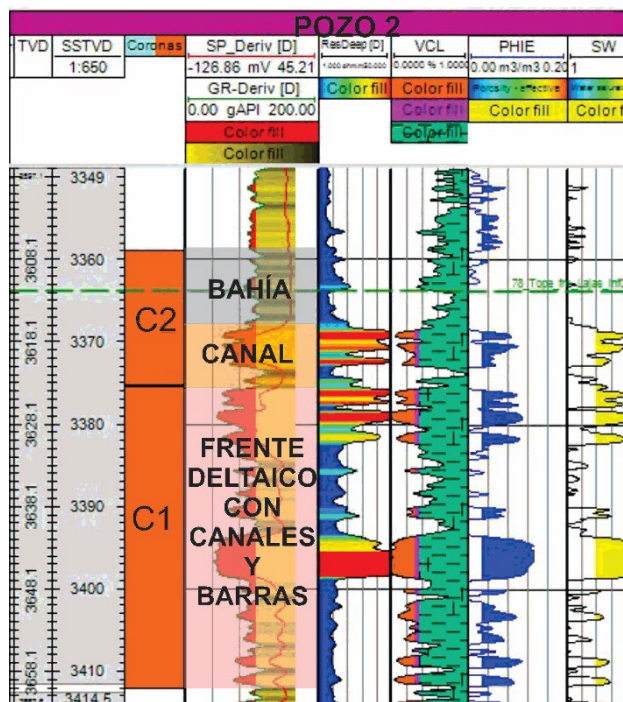 POZO 2
TVD SSTVD Coronas SP_Deriv [D] ResDeep [D] VCL PHIE SW
1:650 -126.86 mV 45.21 0.0000 % 1.0000 0.00 m3/m3 0.20 1
GR-Deriv [D] Color fill Color fill Porosity - effective
0.00 gAPI 200.00 Color fill Color fill Color fill
Color fill Color fill
Color fill
3349
3608.1 3360
BAHÍA
C2
3618.1 3370
CANAL
3628.1 3380
FRENTE
DELTAICO
CON
CANALES
Y
BARRAS
C1
3638.1 3390
3648.1 3400
3658.1 3410
3414.5